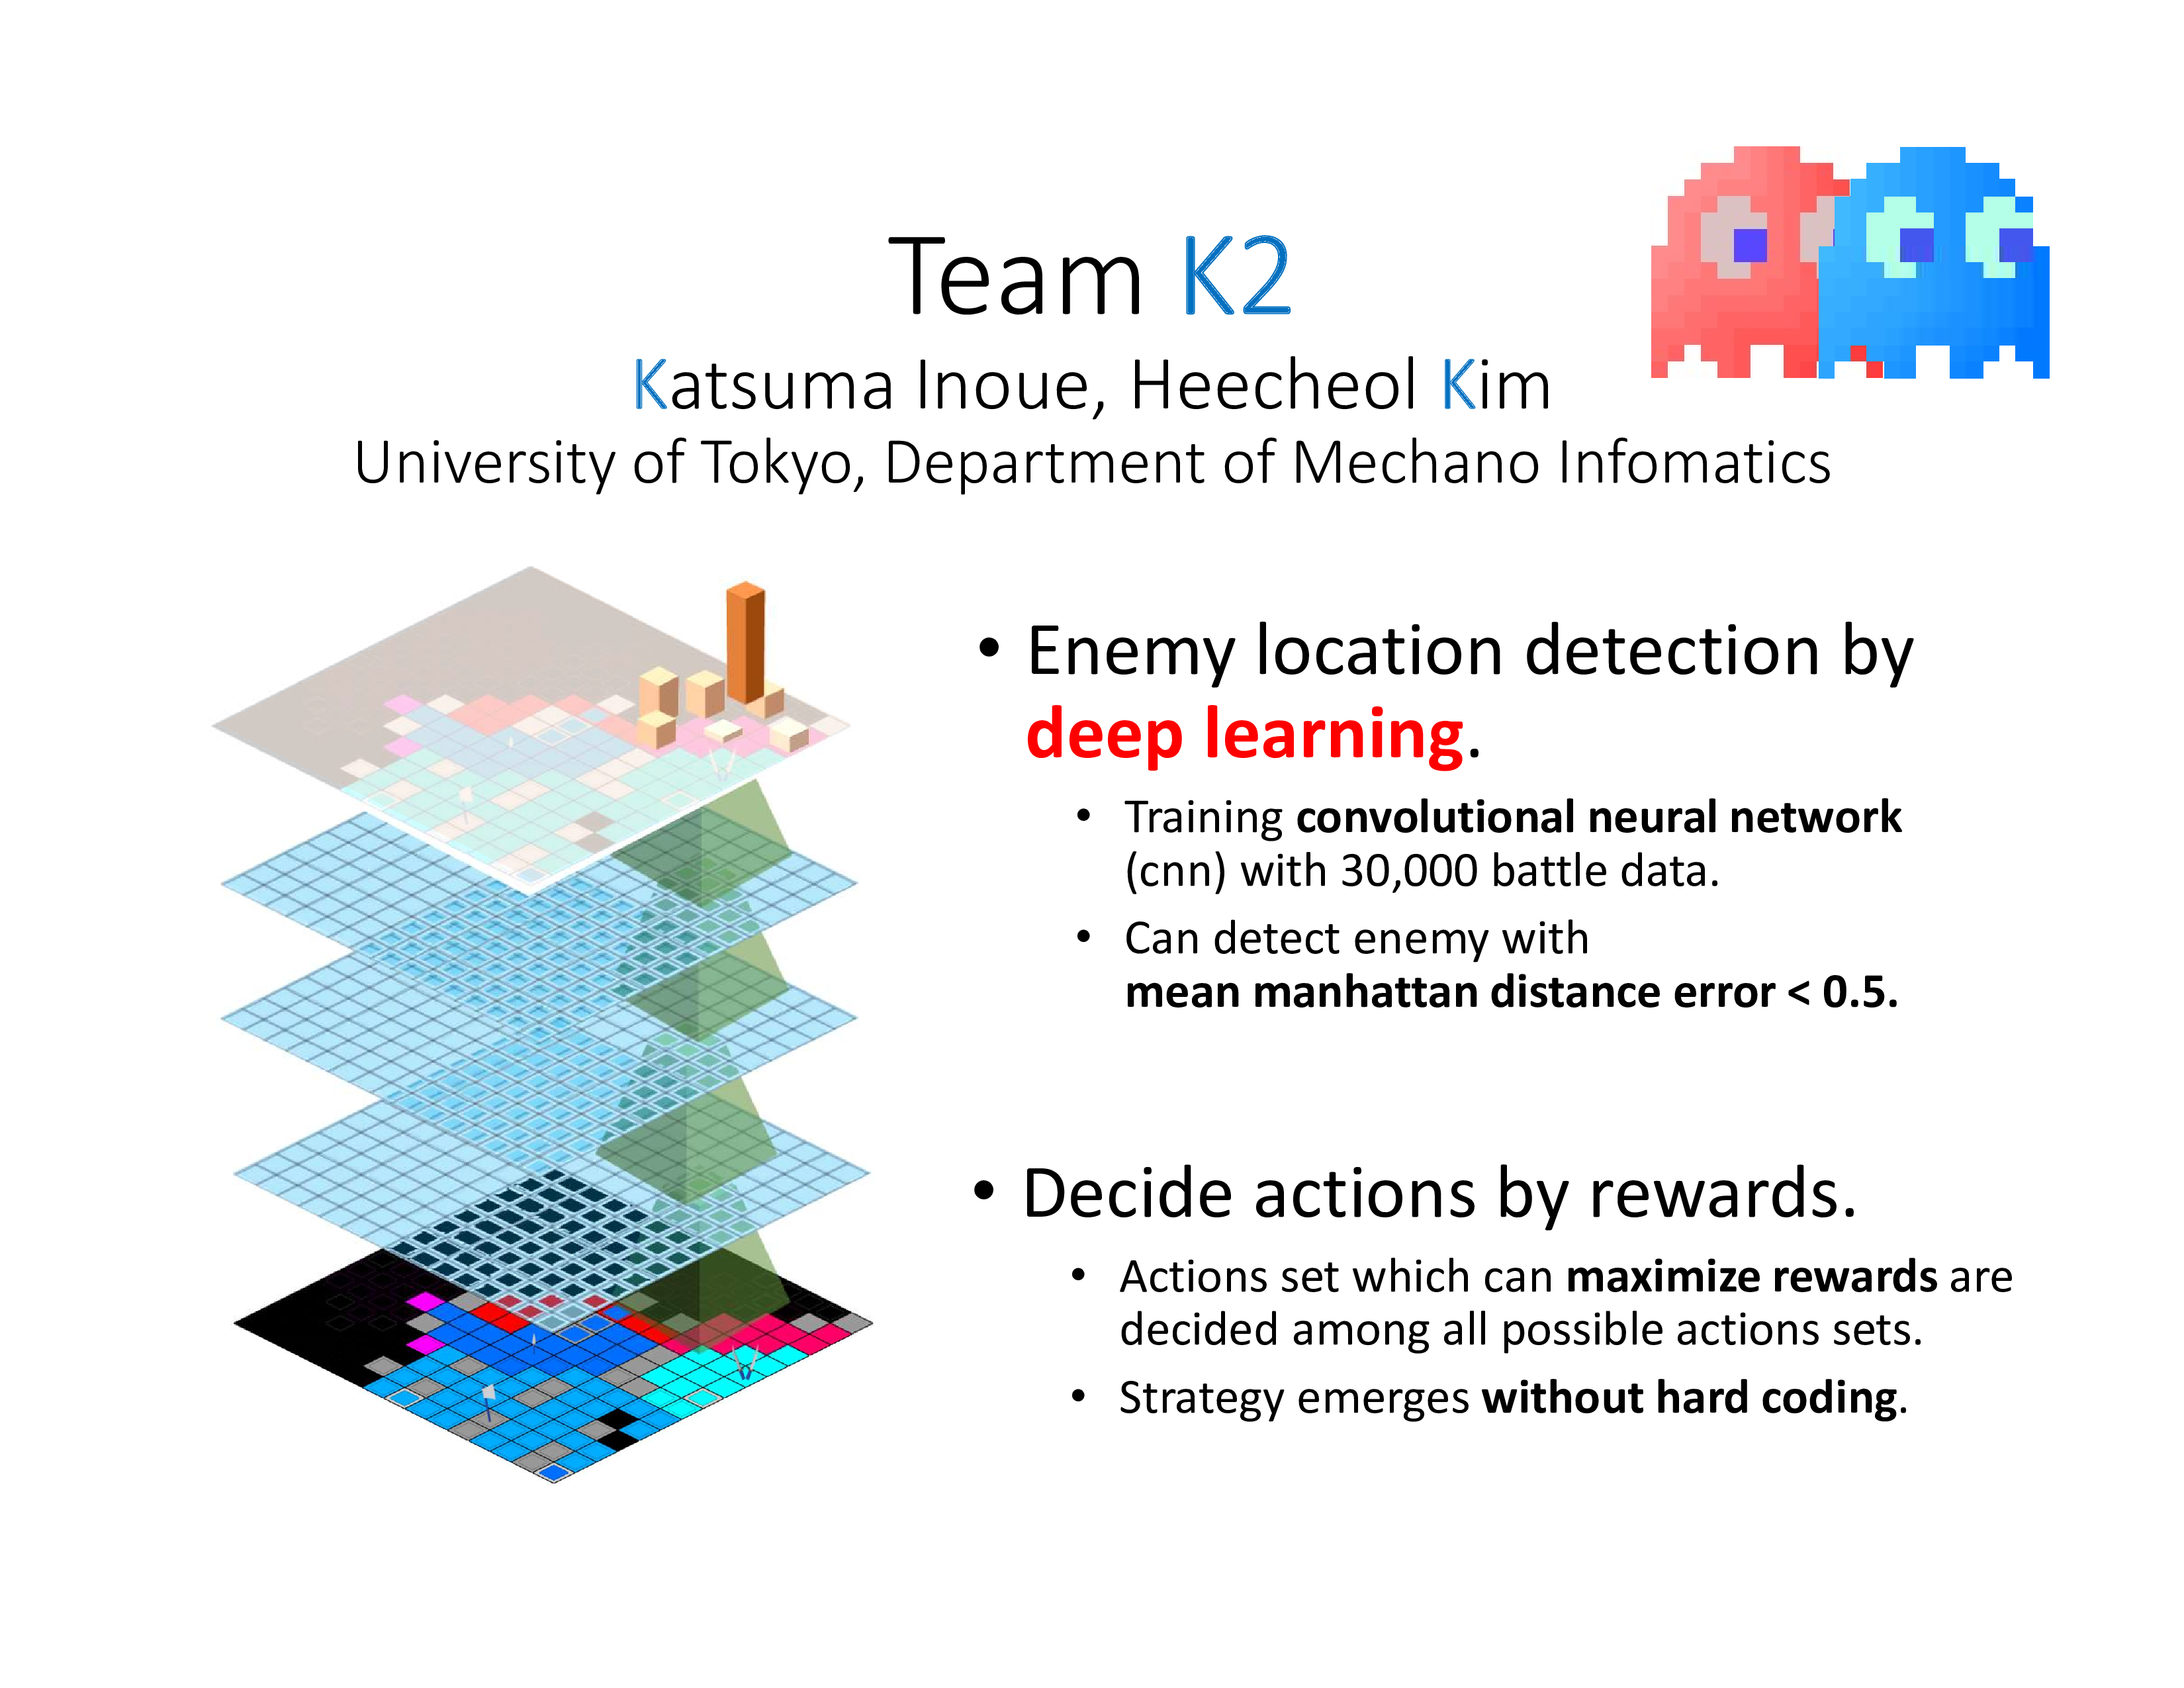 Team K2
Katsuma Inoue, Heecheol Kim
University of Tokyo, Department of Mechano Infomatics
• Enemy location detection by
deep learning.
• Training convolutional neural network
(cnn) with 30,000 battle data.
• Can detect enemy with
mean manhattan distance error < 0.5.
• Decide actions by rewards.
• Actions set which can maximize rewards are
decided among all possible actions sets.
• Strategy emerges without hard coding.